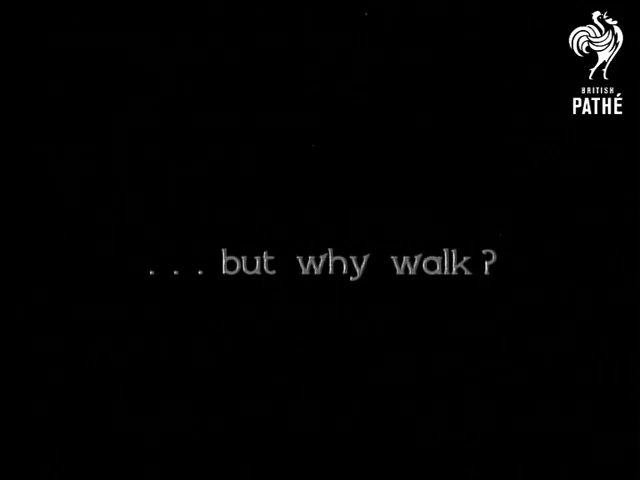 BRITISH
PATHÉ
. . . but why walk?